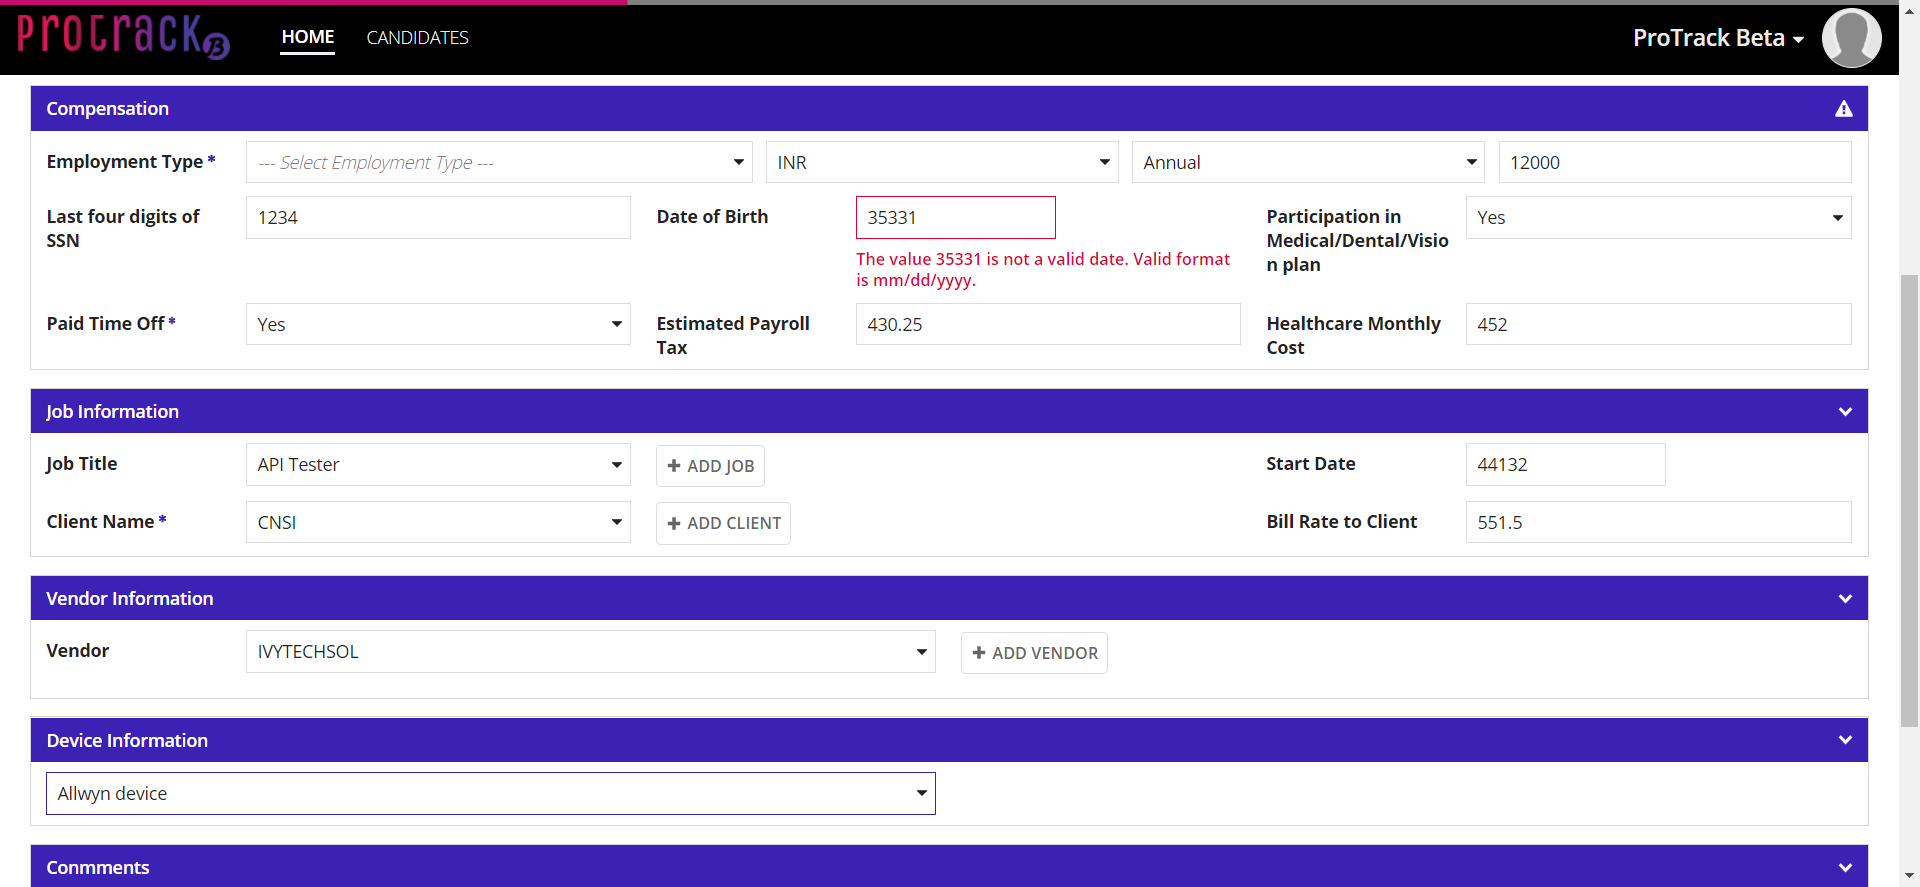 ProTrack β
HOME
CANDIDATES
ProTrack Beta
Compensation
Employment Type *
--- Select Employment Type ---
INR
Annual
12000
Last four digits of
SSN
1234
Date of Birth
35331
The value 35331 is not a valid date. Valid format
is mm/dd/yyyy.
Participation in
Medical/Dental/Visio
n plan
Yes
Paid Time Off *
Yes
Estimated Payroll
Tax
430.25
Healthcare Monthly
Cost
452
Job Information
Job Title
API Tester
+ ADD JOB
Start Date
44132
Client Name *
CNSI
+ ADD CLIENT
Bill Rate to Client
551.5
Vendor Information
Vendor
IVYTECHSOL
+ ADD VENDOR
Device Information
Allwyn device
Conmments